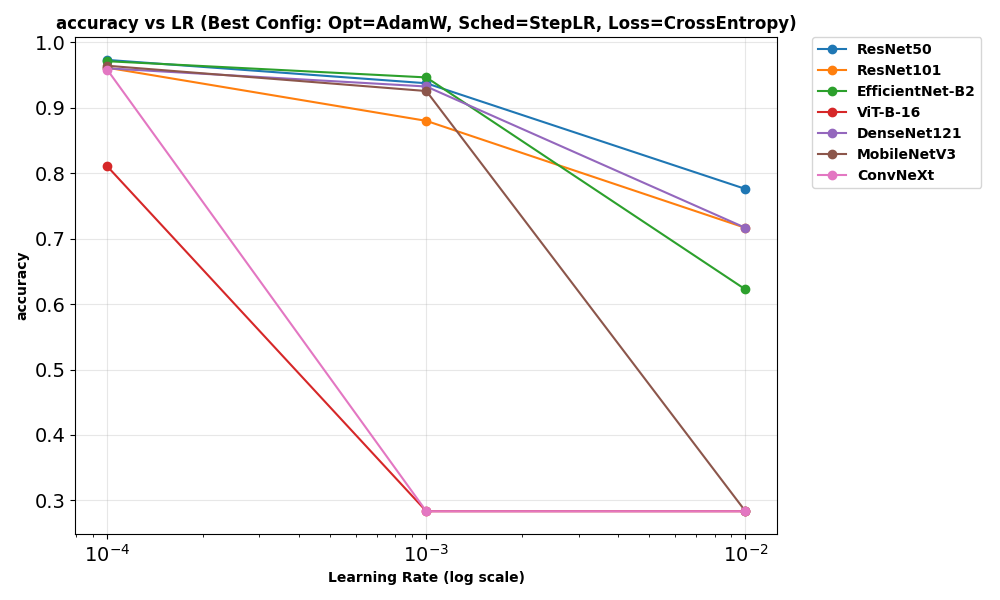 accuracy vs LR (Best Config: Opt=AdamW, Sched=StepLR, Loss=CrossEntropy)
1.0
0.9
0.8
0.7
0.6
0.5
0.4
0.3
accuracy
10⁻⁴
10⁻³
10⁻²
Learning Rate (log scale)
ResNet50
ResNet101
EfficientNet-B2
ViT-B-16
DenseNet121
MobileNetV3
ConvNeXt